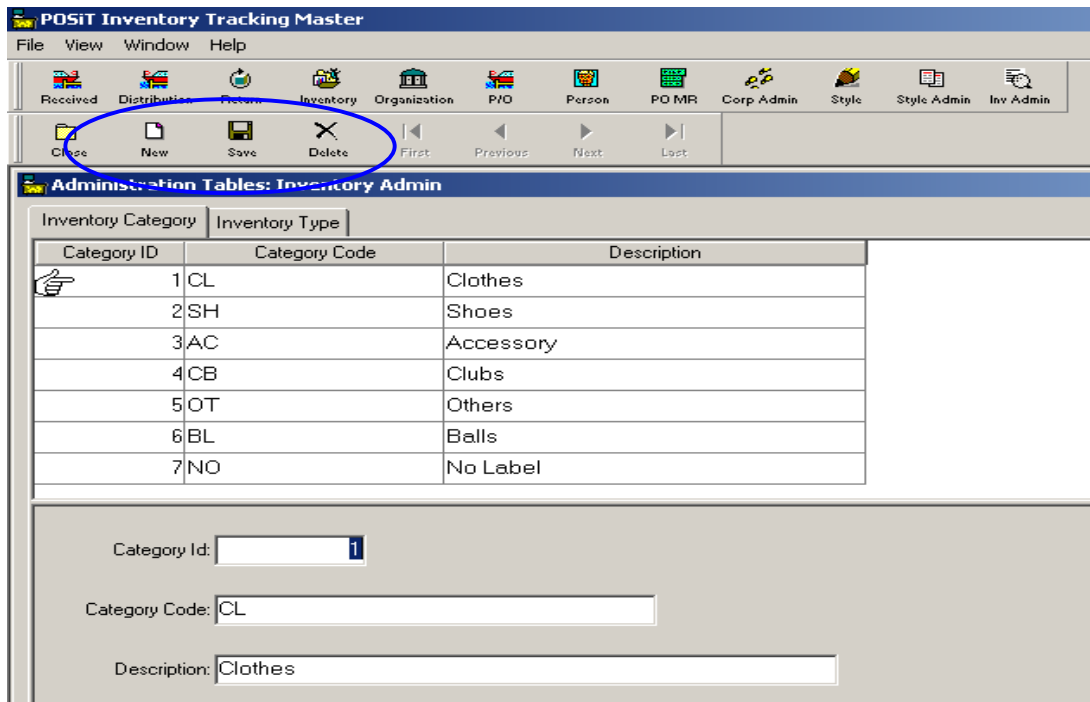 POSiT Inventory Tracking Master
File View Window Help
Received Distribution Return Inventory Organization P/O Person PO MR Corp Admin Style Style Admin Inv Admin
Close New Save Delete First Previous Next Last
Administration Tables: Inventory Admin
Inventory Category Inventory Type
Category ID Category Code Description
1 CL Clothes
2 SH Shoes
3 AC Accessory
4 CB Clubs
5 OT Others
6 BL Balls
7 NO No Label
Category Id: 1
Category Code: CL
Description: Clothes